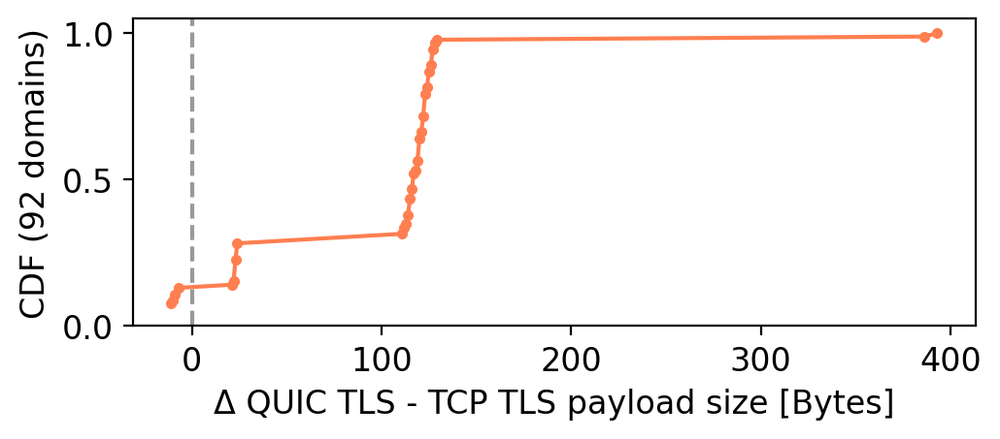 CDF (92 domains)
1.0
0.5
0.0
0 100 200 300 400
Δ QUIC TLS - TCP TLS payload size [Bytes]